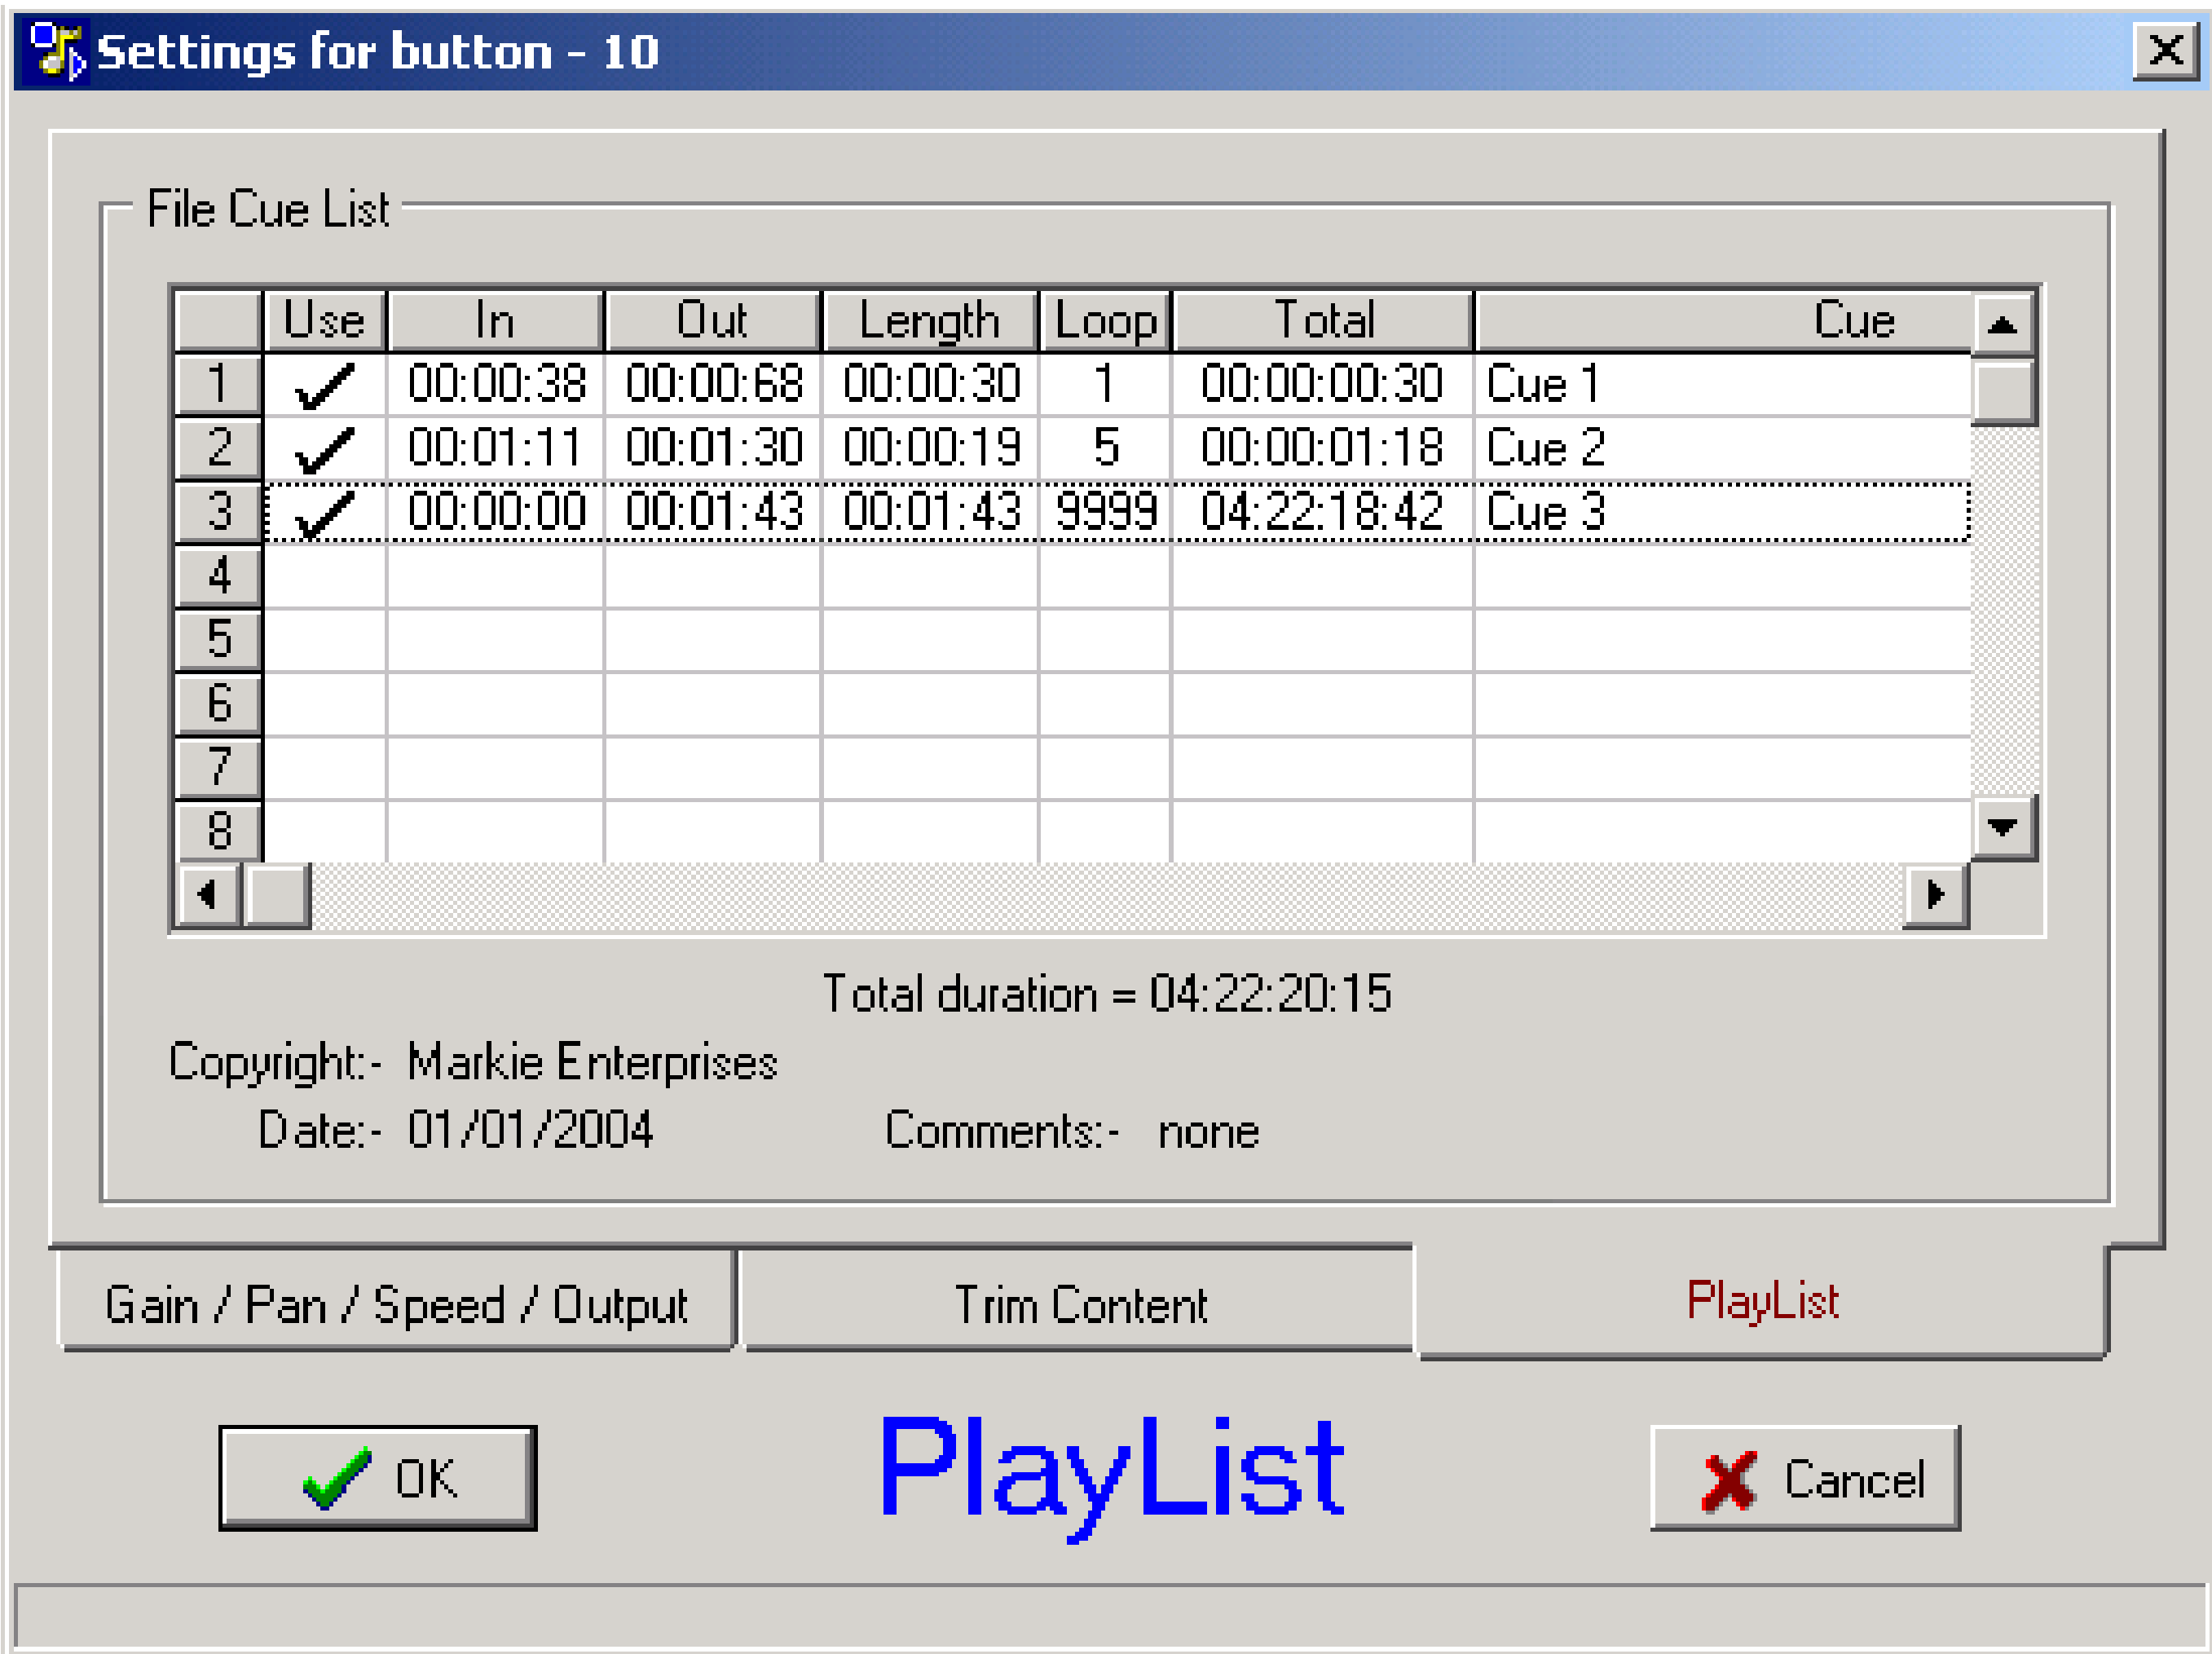 Settings for button - 10
File Cue List
Use In Out Length Loop Total Cue
1 00:00:38 00:00:68 00:00:30 1 00:00:00:30 Cue 1
2 00:01:11 00:01:30 00:00:19 5 00:00:01:18 Cue 2
3 00:00:00 00:01:43 00:01:43 9999 04:22:18:42 Cue 3
4
5
6
7
8
Total duration = 04:22:20:15
Copyright:- Markie Enterprises
Date:- 01/01/2004 Comments:- none
Gain / Pan / Speed / Output Trim Content PlayList
OK PlayList Cancel